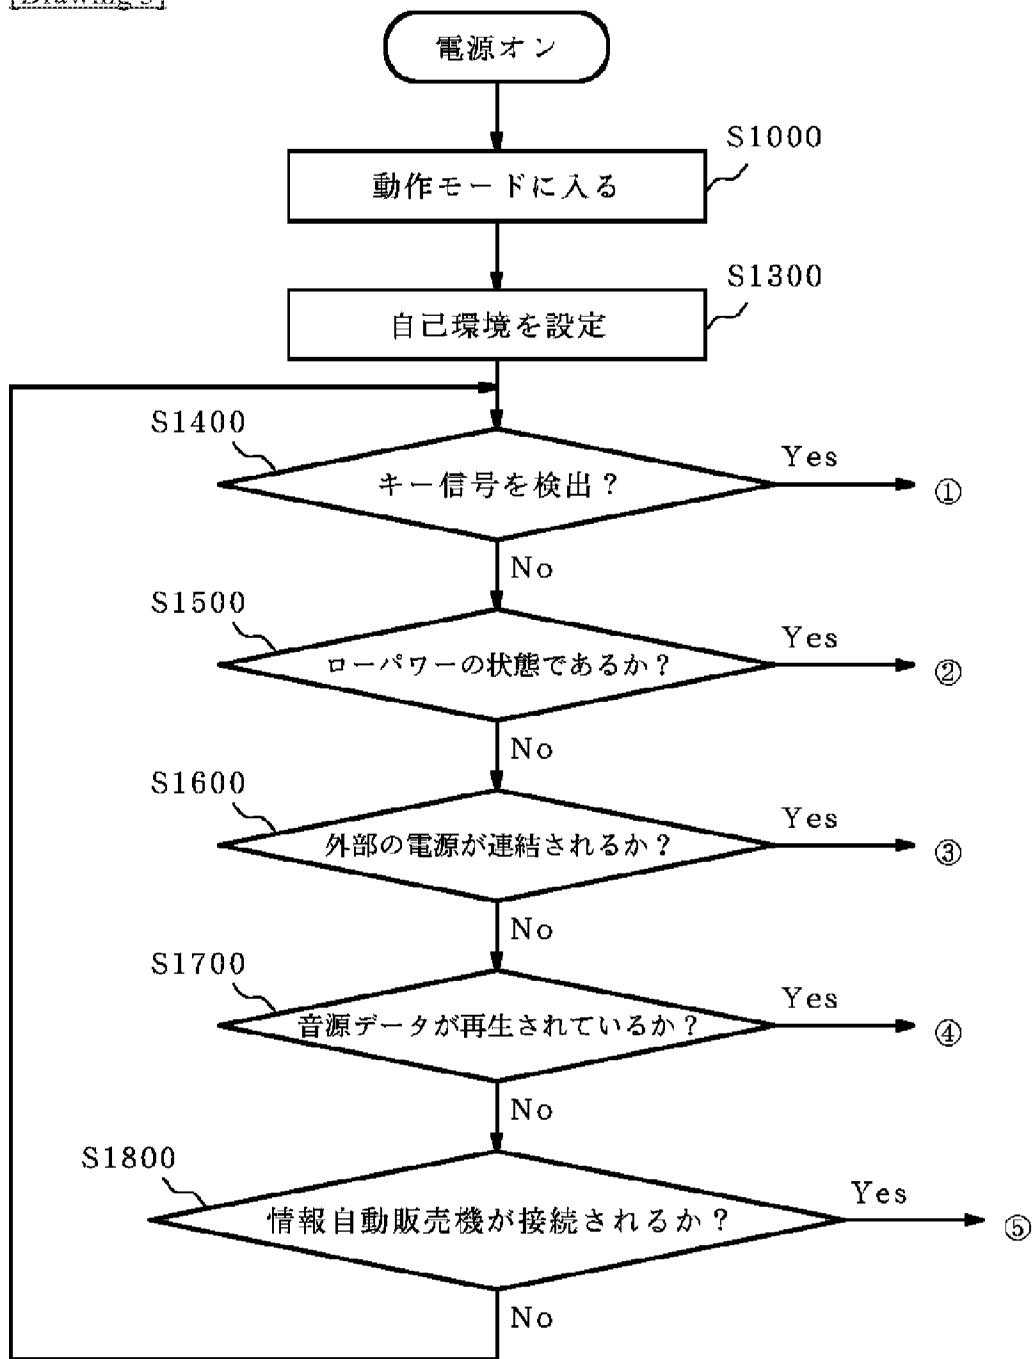 [Drawing 3]
電源オン
S1000
動作モードに入る
S1300
自己環境を設定
S1400
キー信号を検出？
Yes
①
No
S1500
ローパワーの状態であるか？
Yes
②
No
S1600
外部の電源が連結されるか？
Yes
③
No
S1700
音源データが再生されているか？
Yes
④
No
S1800
情報自動販売機が接続されるか？
Yes
⑤
No